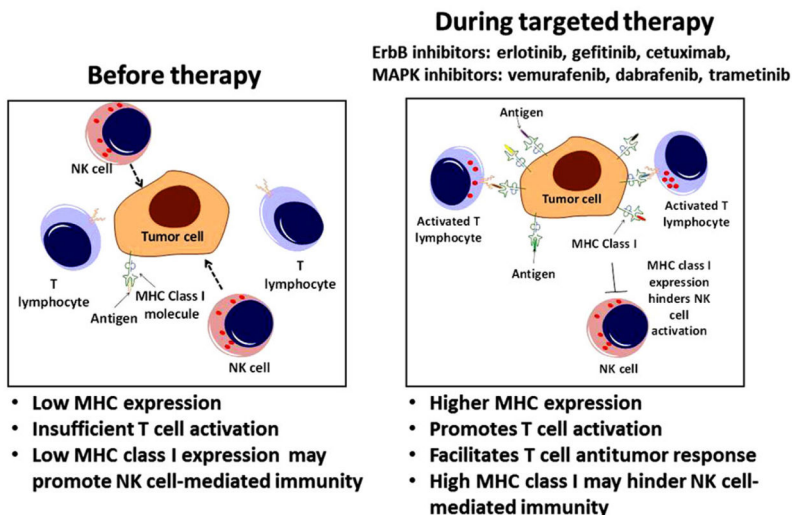 Before therapy
NK cell
Tumor cell
T
lymphocyte
T
lymphocyte
MHC Class I
molecule
Antigen
NK cell
• Low MHC expression
• Insufficient T cell activation
• Low MHC class I expression may
promote NK cell-mediated immunity
During targeted therapy
ErbB inhibitors: erlotinib, gefitinib, cetuximab,
MAPK inhibitors: vemurafenib, dabrafenib, trametinib
Antigen
Tumor cell
Activated T
lymphocyte
Activated T
lymphocyte
MHC Class I
Antigen
MHC class I
expression
hinders NK
cell
activation
NK cell
• Higher MHC expression
• Promotes T cell activation
• Facilitates T cell antitumor response
• High MHC class I may hinder NK cell-
mediated immunity